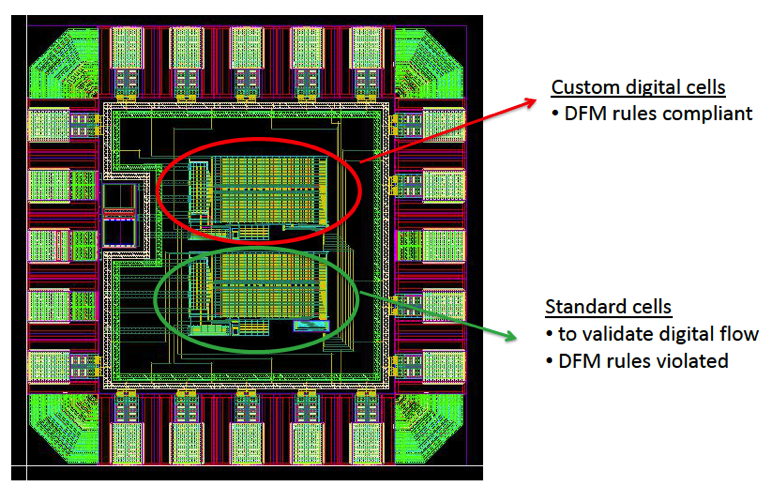 Custom digital cells
• DFM rules compliant
Standard cells
• to validate digital flow
• DFM rules violated